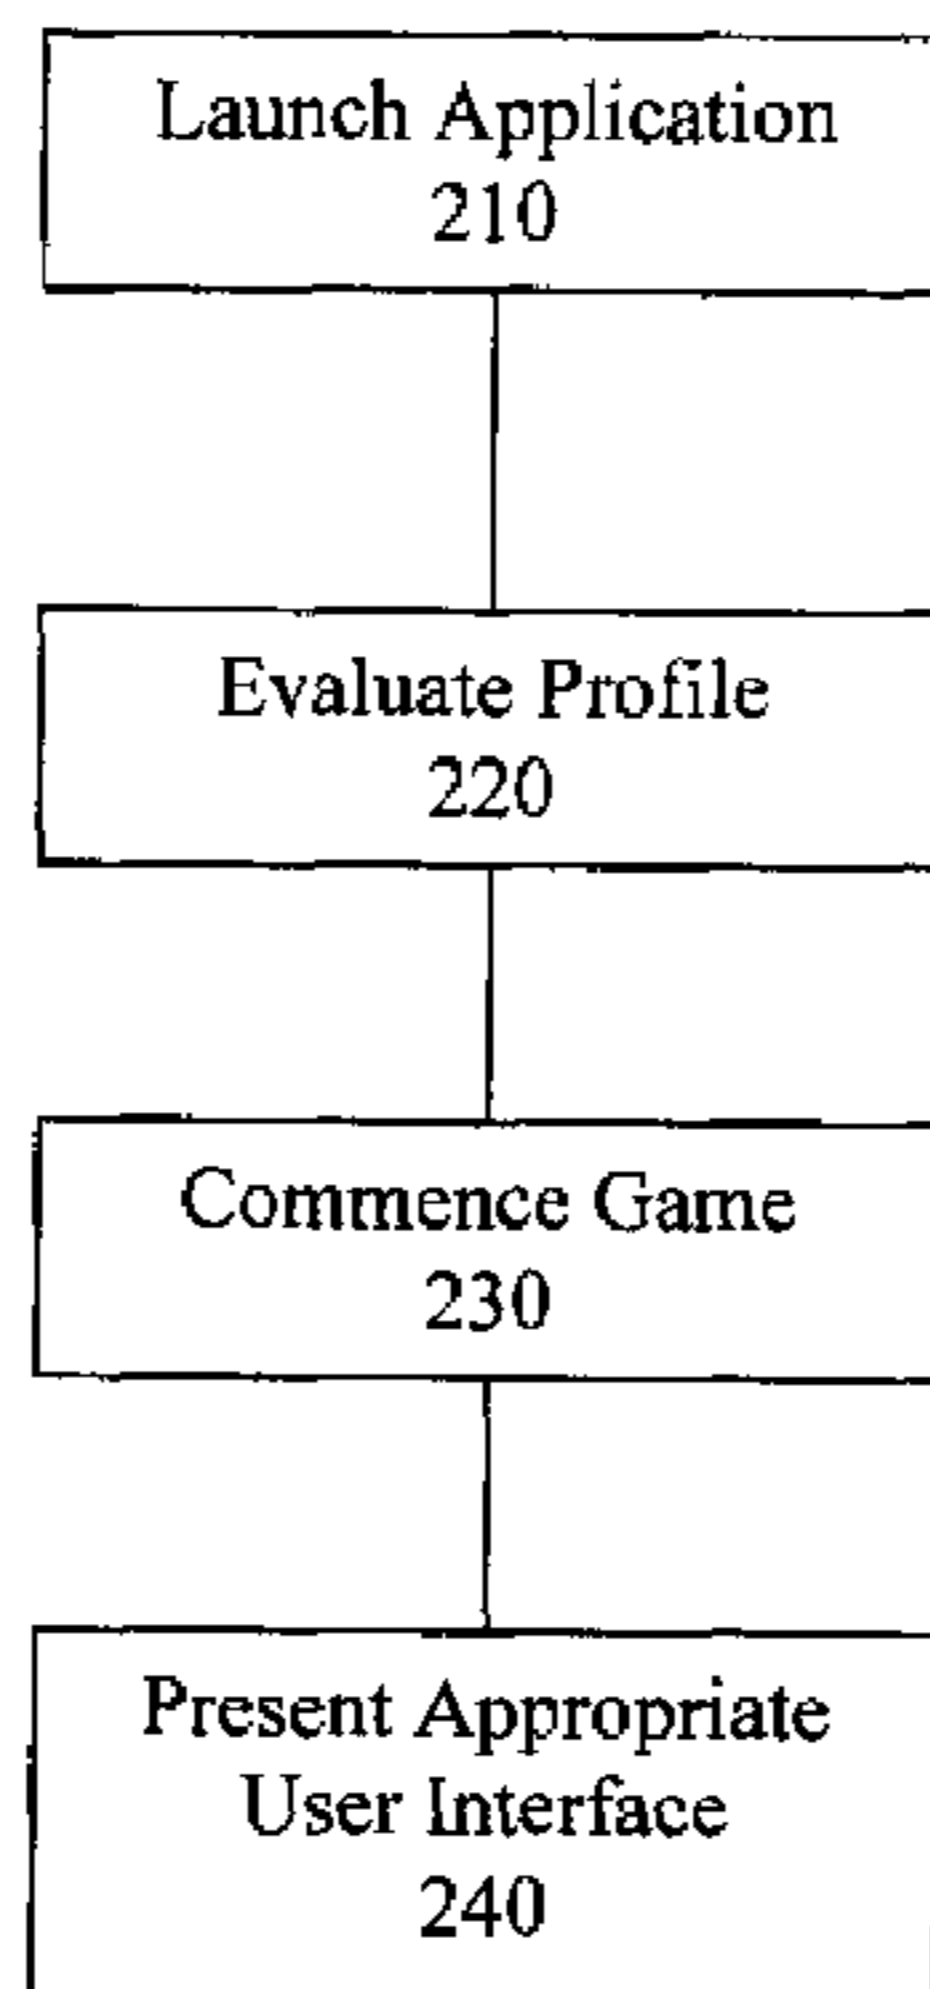 Launch Application
210
Evaluate Profile
220
Commence Game
230
Present Appropriate
User Interface
240